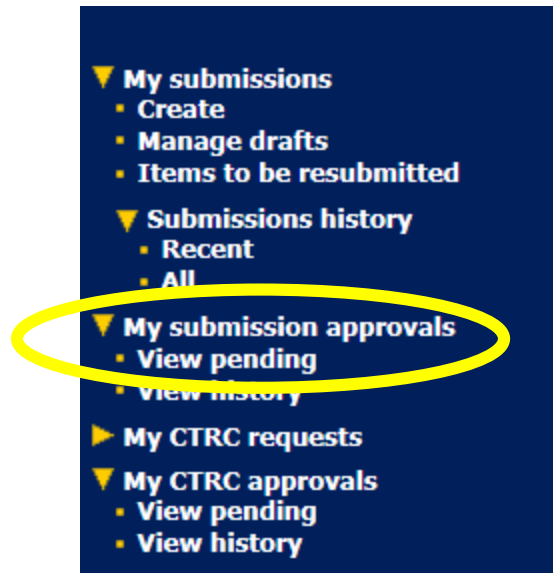 My submissions
Create
Manage drafts
Items to be resubmitted
Submissions history
Recent
All
My submission approvals
View pending
View history
My CTRC requests
My CTRC approvals
View pending
View history